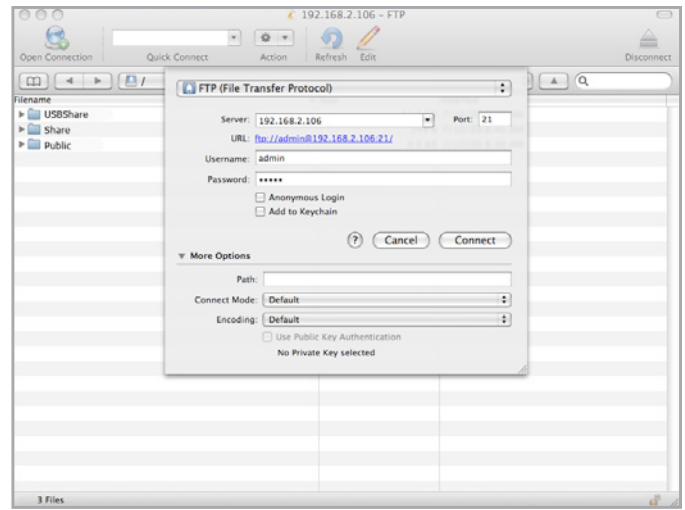 192.168.2.106 – FTP
Open Connection Quick Connect Action Refresh Edit Disconnect
/
Filename
USBShare
Share
Public
FTP (File Transfer Protocol)
Server: 192.168.2.106 Port: 21
URL: ftp://admin@192.168.2.106:21/
Username: admin
Password: •••••
Anonymous Login
Add to Keychain
? Cancel Connect
More Options
Path:
Connect Mode: Default
Encoding: Default
Use Public Key Authentication
No Private Key selected
3 Files